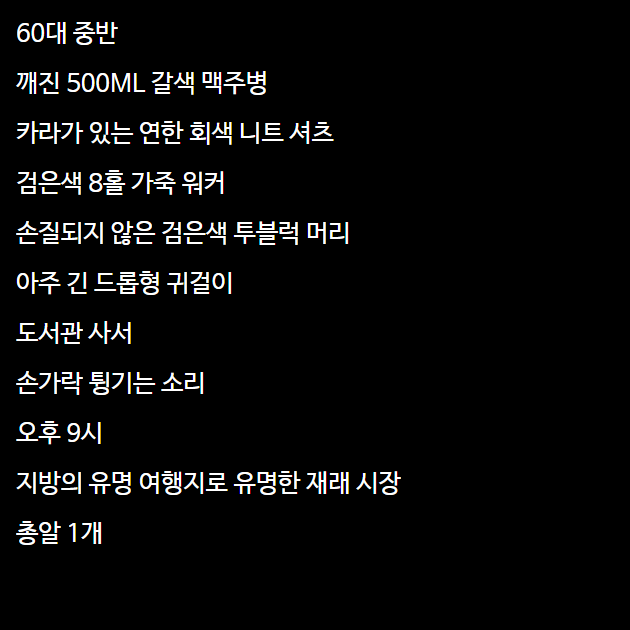 60대 중반
깨진 500ML 갈색 맥주병
카라가 있는 연한 회색 니트 셔츠
검은색 8홀 가죽 워커
손질되지 않은 검은색 투블럭 머리
아주 긴 드롭형 귀걸이
도서관 사서
손가락 튕기는 소리
오후 9시
지방의 유명 여행지로 유명한 재래 시장
총알 1개